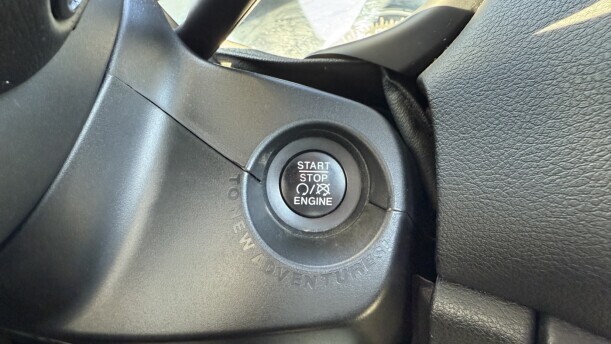 START
STOP
/
ENGINE
TO NEW ADVENTURES